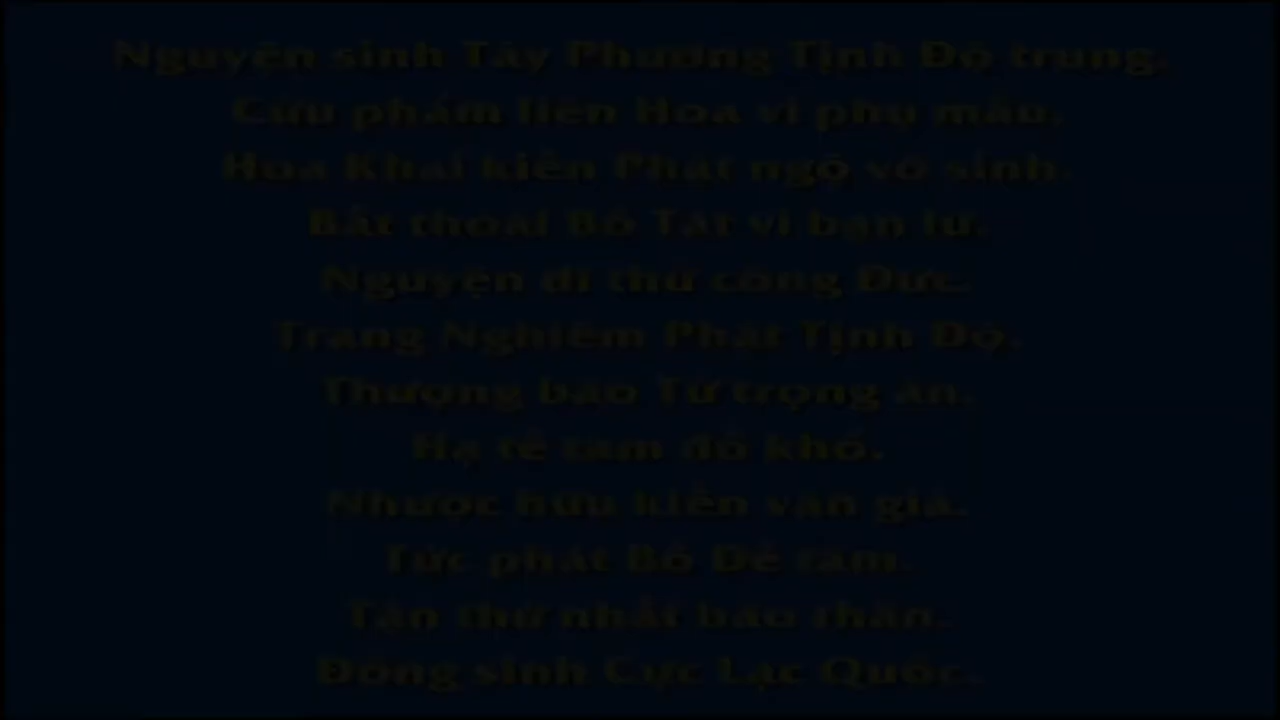 Nguyện sinh Tây Phương Tịnh Độ trung.
Cửu phẩm liên Hoa vi phụ mẫu.
Hoa Khai kiến Phật ngộ vô sinh.
Bất thoái Bồ Tát vi bạn lữ.
Nguyện dĩ thử công Đức.
Trang Nghiêm Phật Tịnh Độ.
Thượng báo Tứ trọng ân.
Hạ tế tam đồ khổ.
Nhược hữu kiến văn giả.
Tức phát Bồ Đề tâm.
Tận thử nhất báo thân.
Đồng sinh Cực Lạc Quốc.